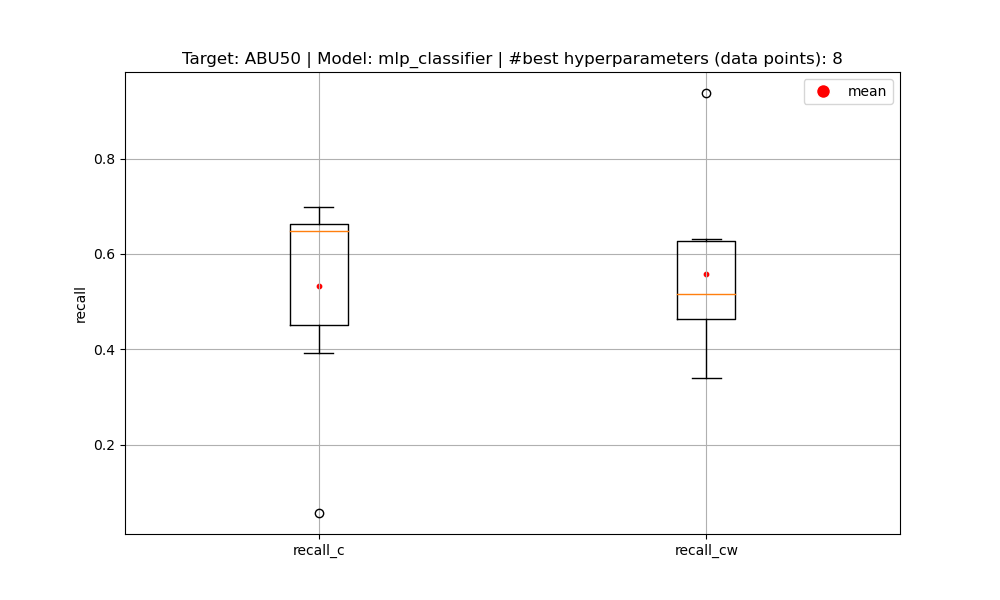 Target: ABU50 | Model: mlp_classifier | #best hyperparameters (data points): 8
mean
0.8
0.6
0.4
0.2
recall
recall_c
recall_cw